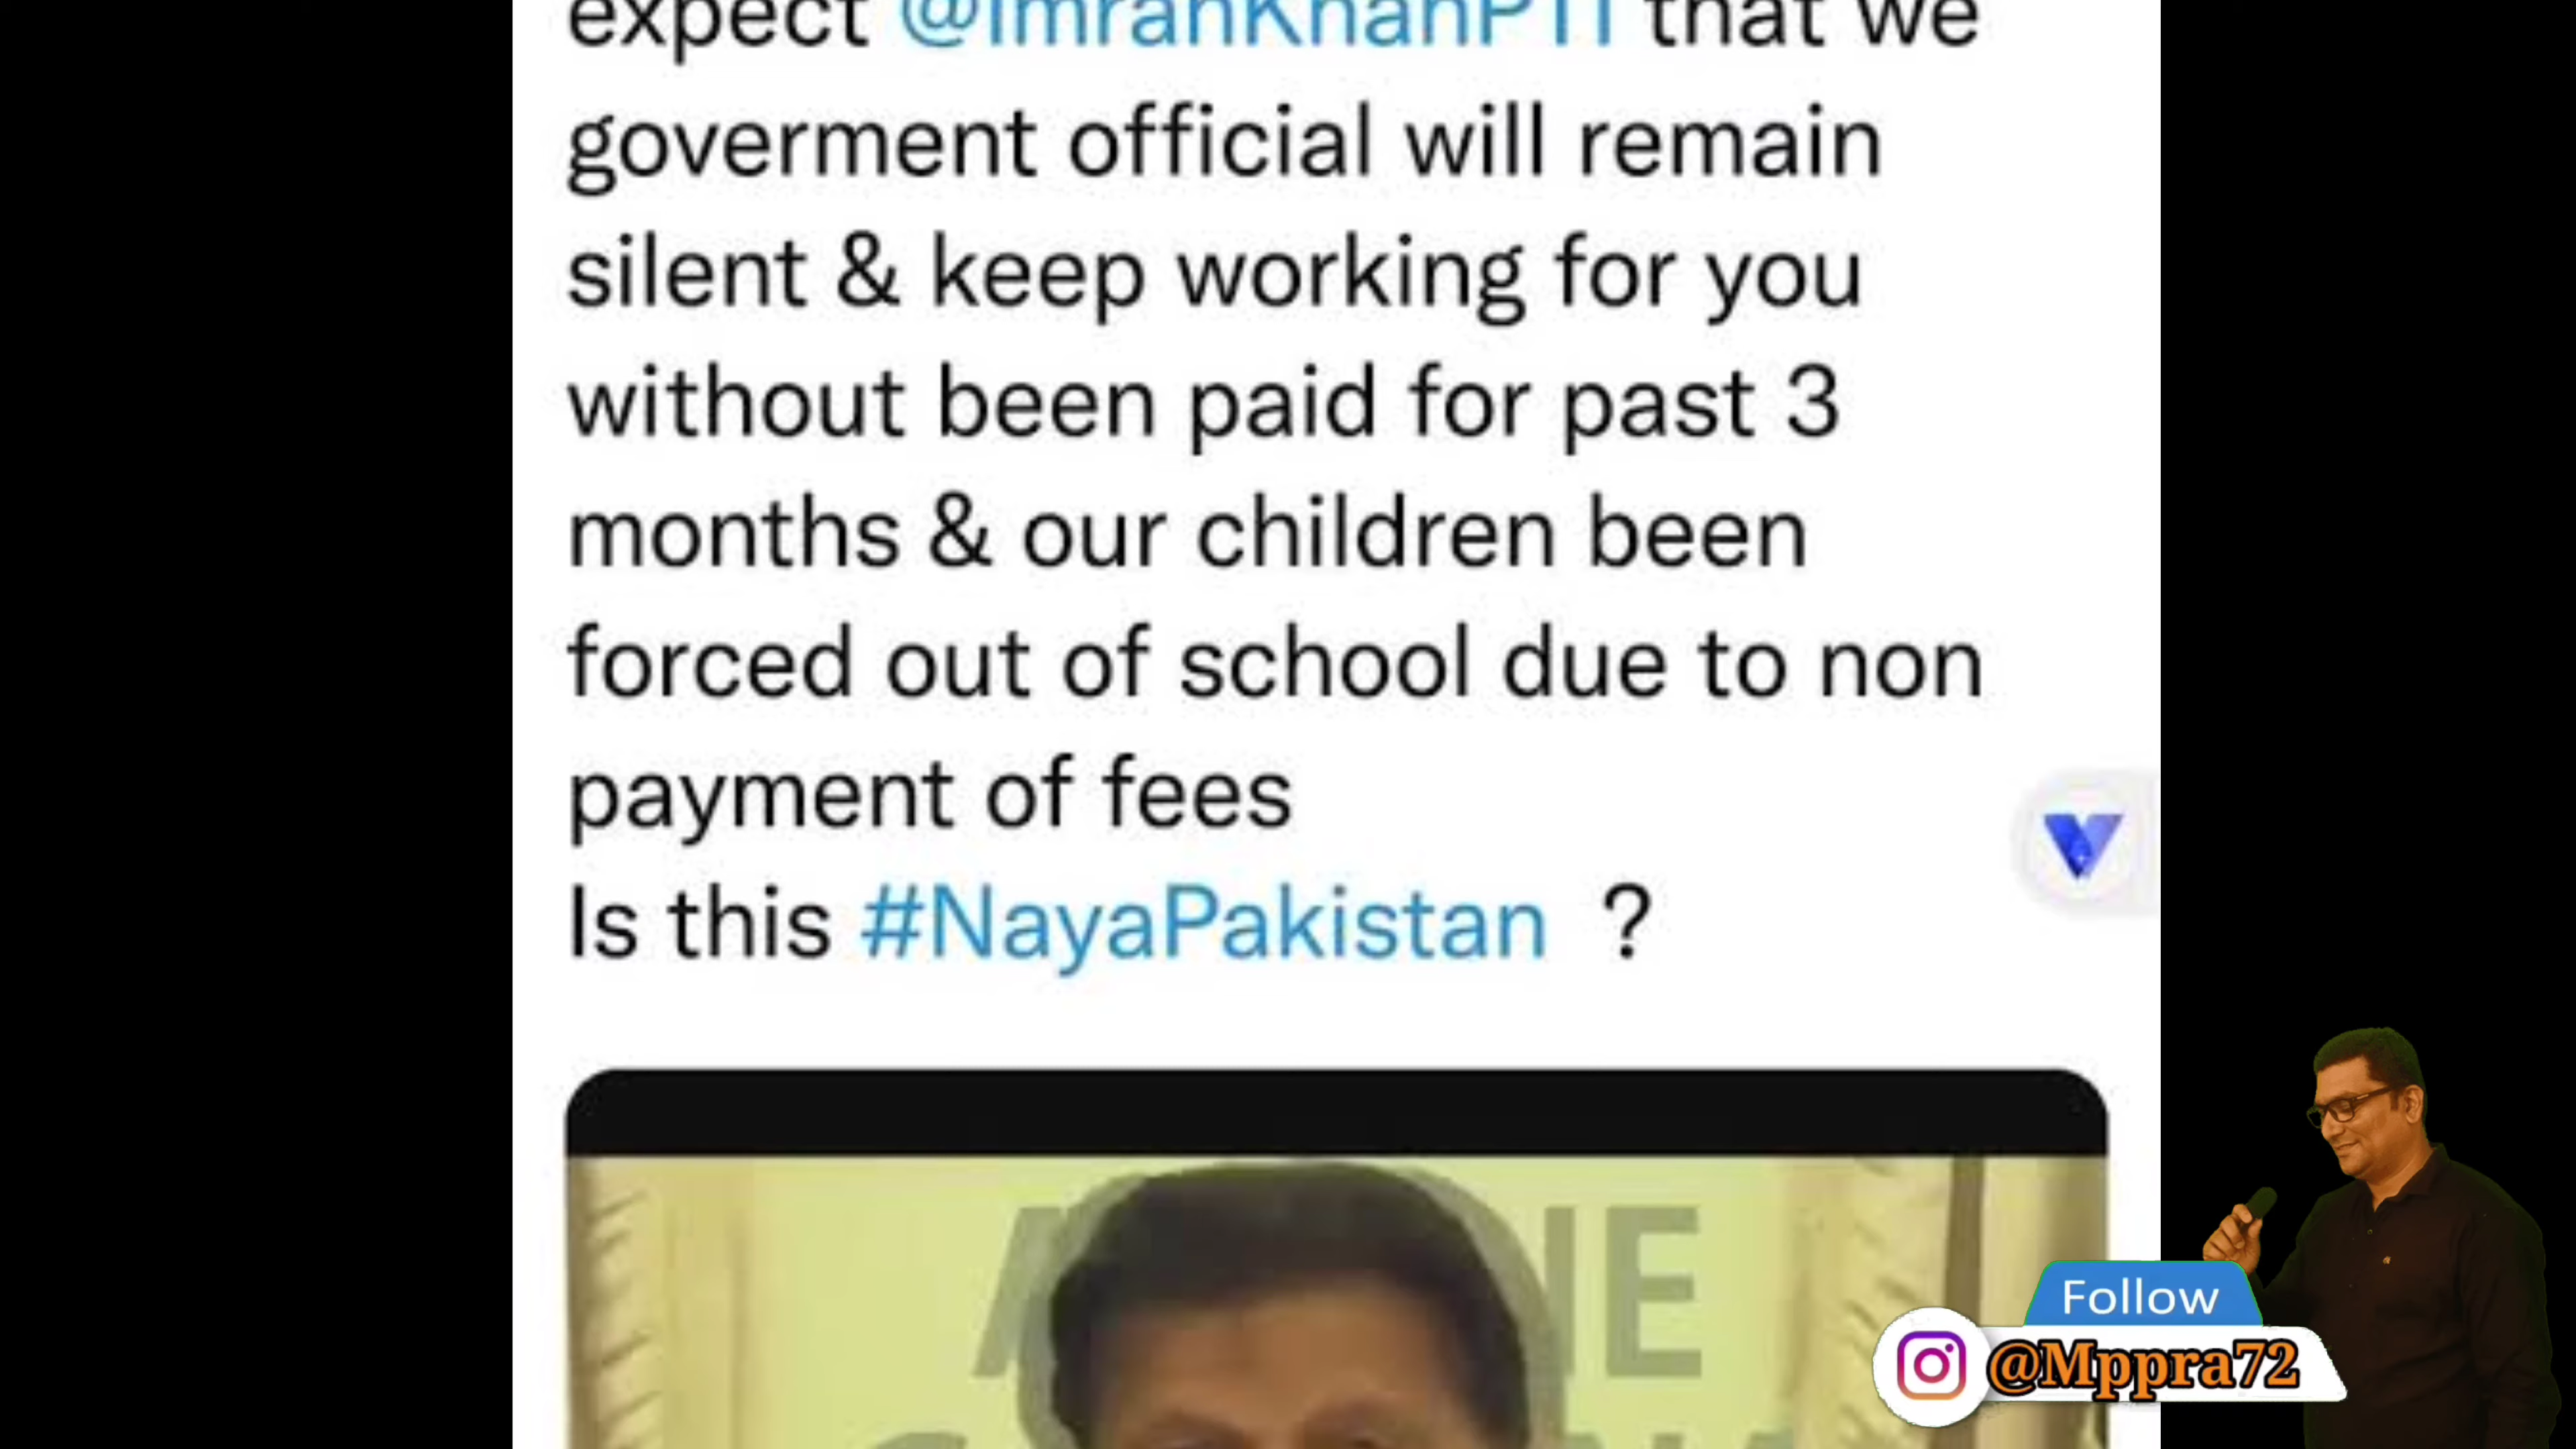 expect @ImranKhanPTI that we
goverment official will remain
silent & keep working for you
without been paid for past 3
months & our children been
forced out of school due to non
payment of fees
Is this #NayaPakistan ?
Follow
@Mppra72